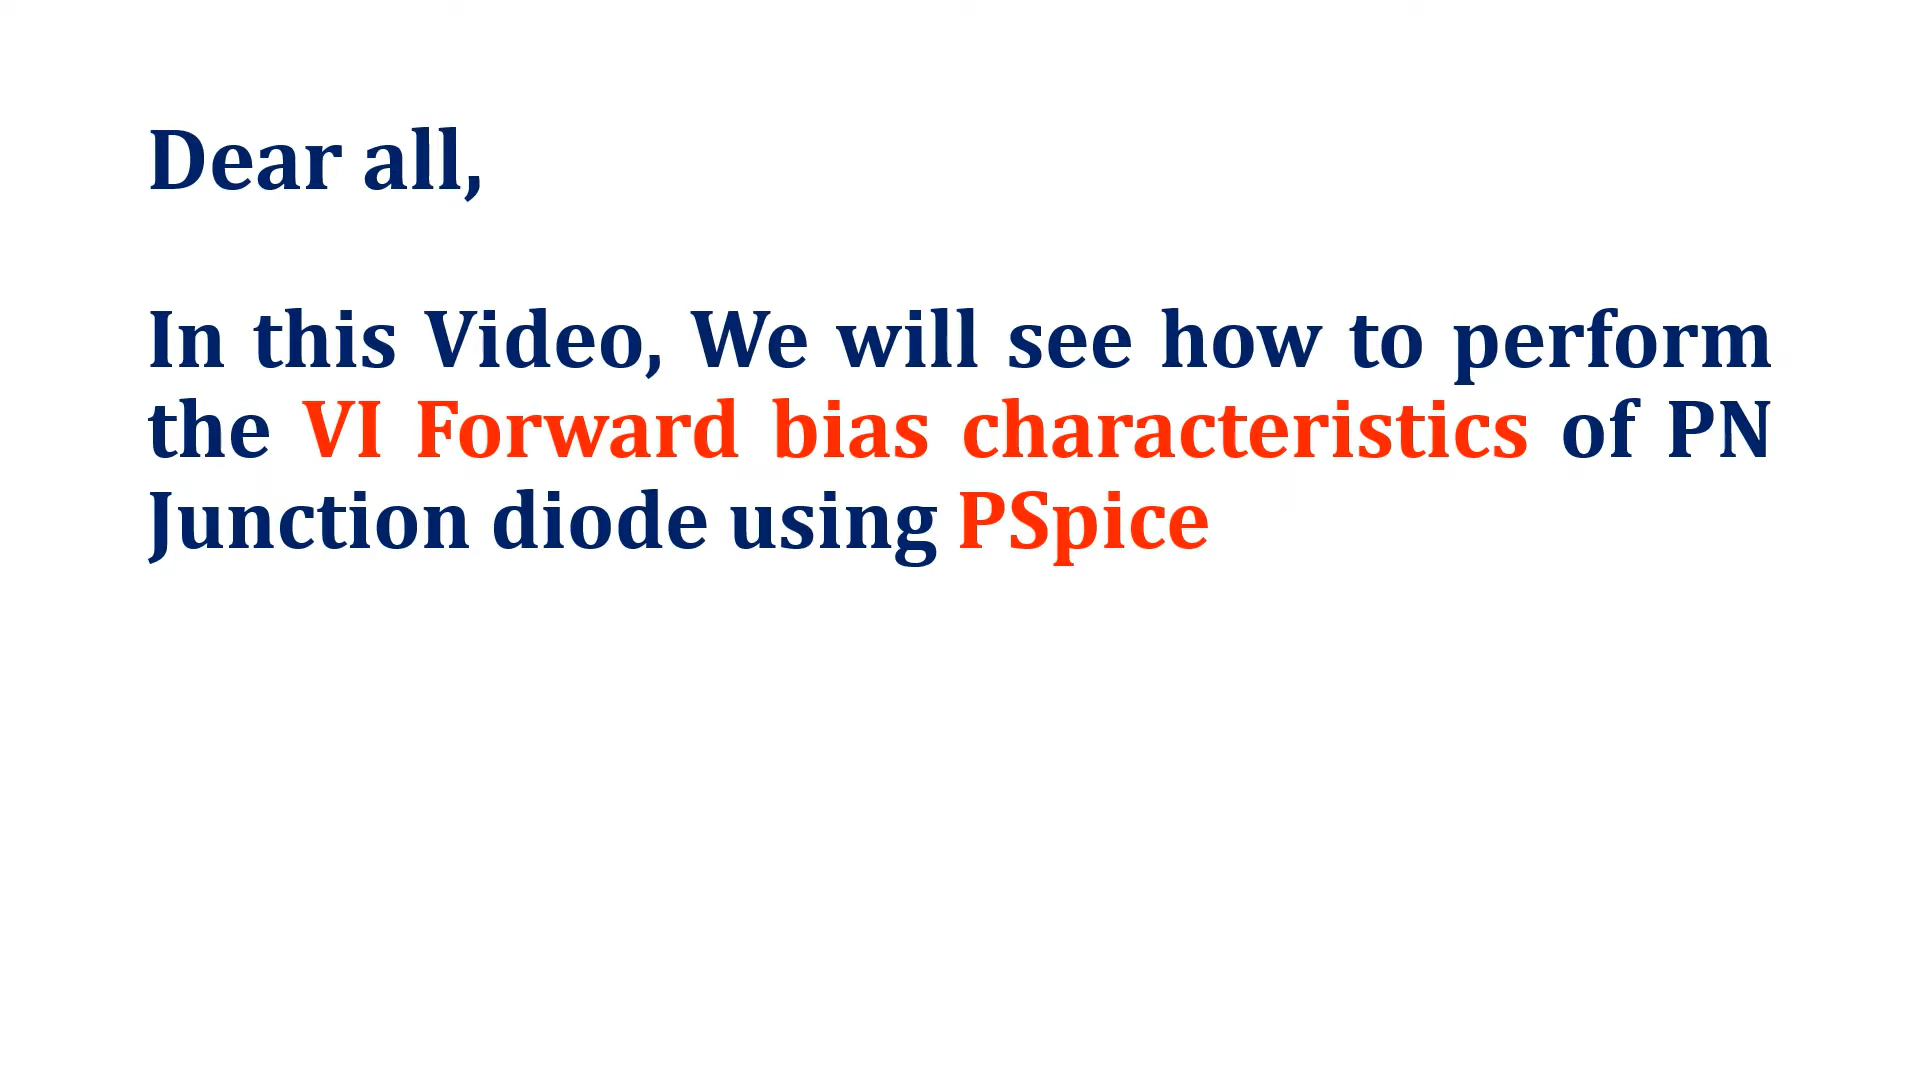 Dear all,
In this Video, We will see how to perform
the VI Forward bias characteristics of PN
Junction diode using PSpice